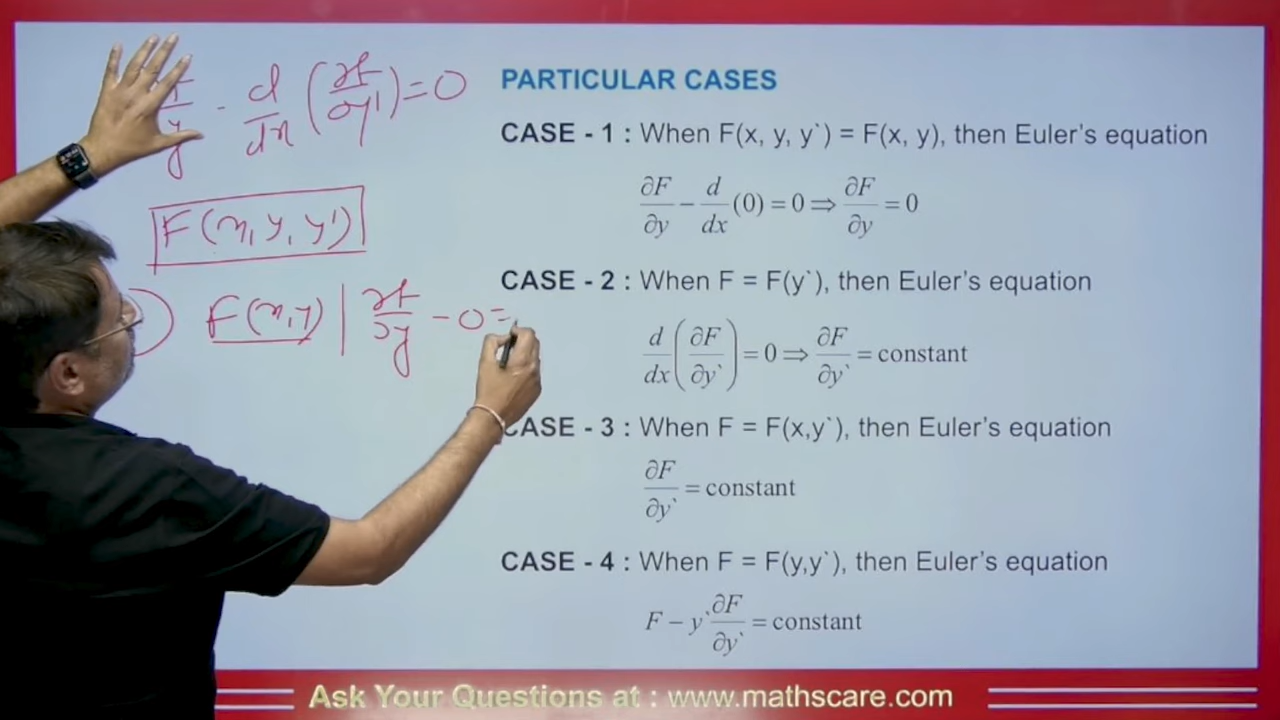 ∂F/∂y - d/dx (∂F/∂y') = 0
F(x, y, y')
F(x,y) | ∂F/∂y - 0 =
PARTICULAR CASES
CASE - 1 : When F(x, y, y`) = F(x, y), then Euler's equation
∂F/∂y − d/dx (0) = 0 ⇒ ∂F/∂y = 0
CASE - 2 : When F = F(y`), then Euler's equation
d/dx (∂F/∂y`) = 0 ⇒ ∂F/∂y` = constant
CASE - 3 : When F = F(x,y`), then Euler's equation
∂F/∂y` = constant
CASE - 4 : When F = F(y,y`), then Euler's equation
F − y` ∂F/∂y` = constant
Ask Your Questions at : www.mathscare.com